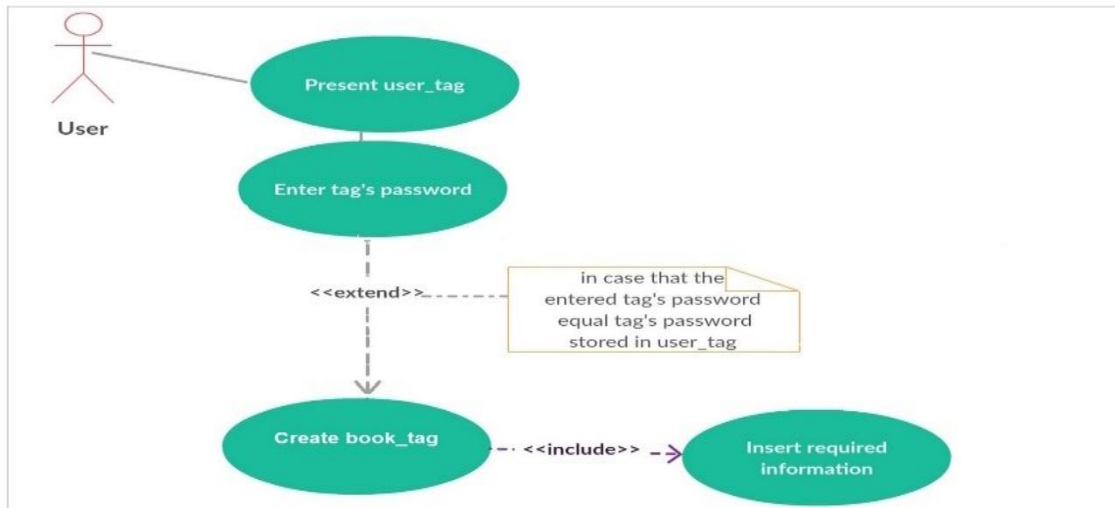 User
Present user_tag
Enter tag's password
<<extend>>
in case that the
entered tag's password
equal tag's password
stored in user_tag
Create book_tag
<<include>>
Insert required
information